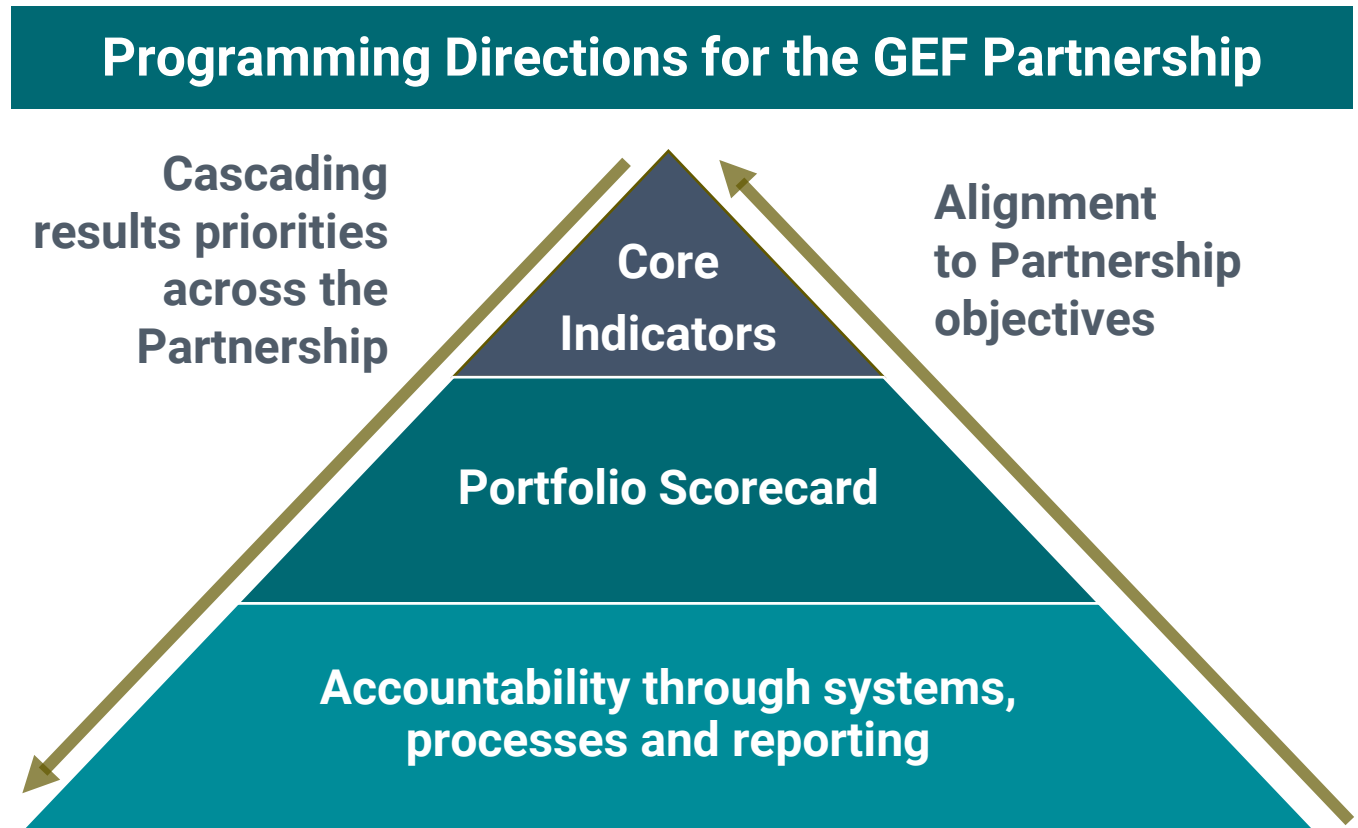 Programming Directions for the GEF Partnership
Cascading
results priorities
across the
Partnership
Alignment
to Partnership
objectives
Core
Indicators
Portfolio Scorecard
Accountability through systems,
processes and reporting